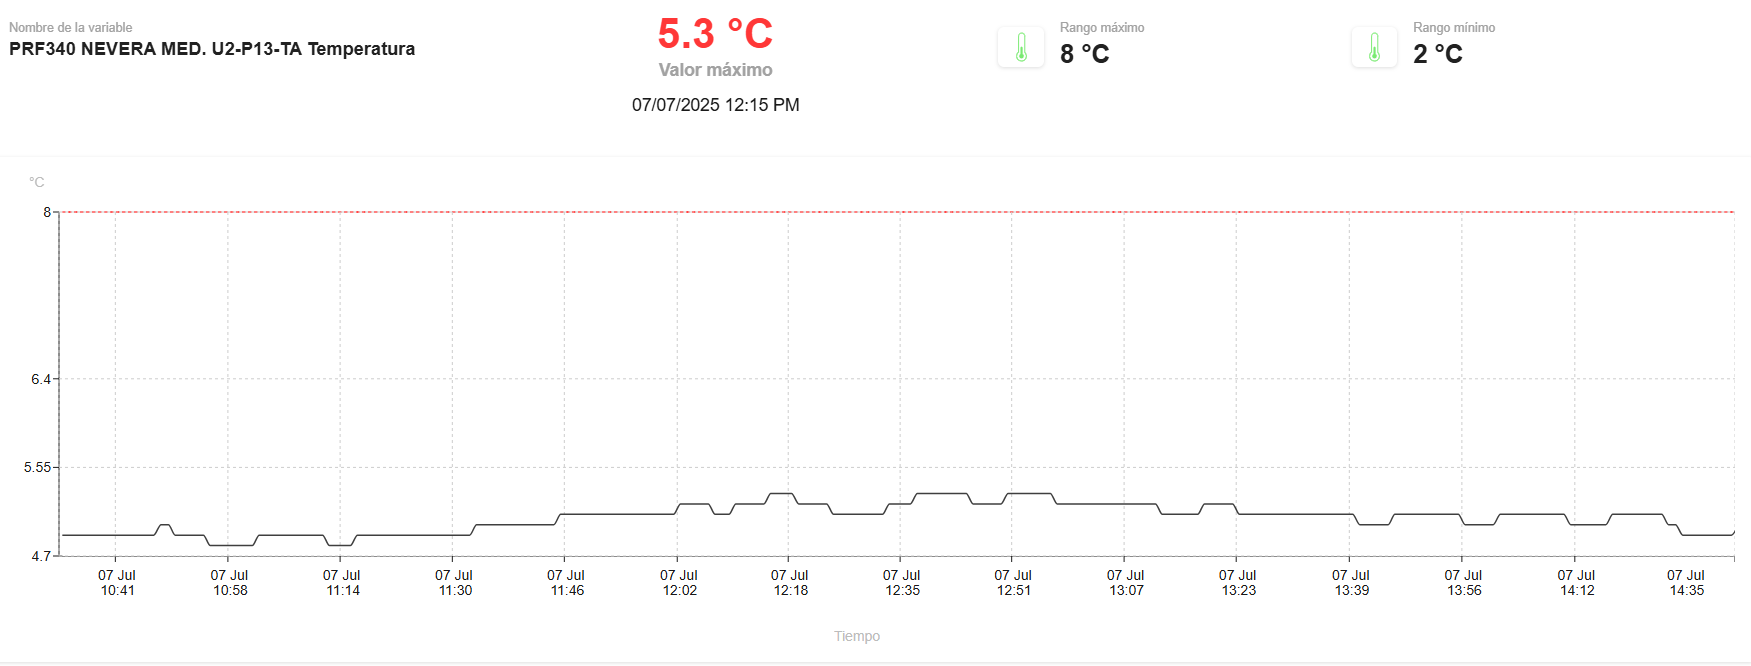 Nombre de la variable
PRF340 NEVERA MED. U2-P13-TA Temperatura
5.3 °C
Valor máximo
07/07/2025 12:15 PM
Rango máximo
8 °C
Rango mínimo
2 °C
°C
8
6.4
5.55
4.7
07 Jul 07 Jul 07 Jul 07 Jul 07 Jul 07 Jul 07 Jul 07 Jul 07 Jul 07 Jul 07 Jul 07 Jul 07 Jul 07 Jul 07 Jul
10:41 10:58 11:14 11:30 11:46 12:02 12:18 12:35 12:51 13:07 13:23 13:39 13:56 14:12 14:35
Tiempo